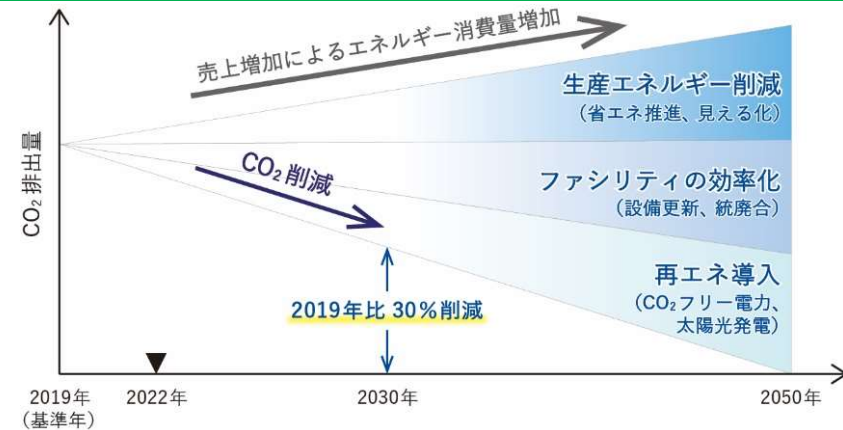 売上増加によるエネルギー消費量増加
生産エネルギー削減
（省エネ推進、見える化）
CO₂排出量
CO₂削減
ファシリティの効率化
（設備更新、統廃合）
再エネ導入
（CO₂フリー電力、
太陽光発電）
2019年比 30%削減
2019年
（基準年）
2022年
2030年
2050年